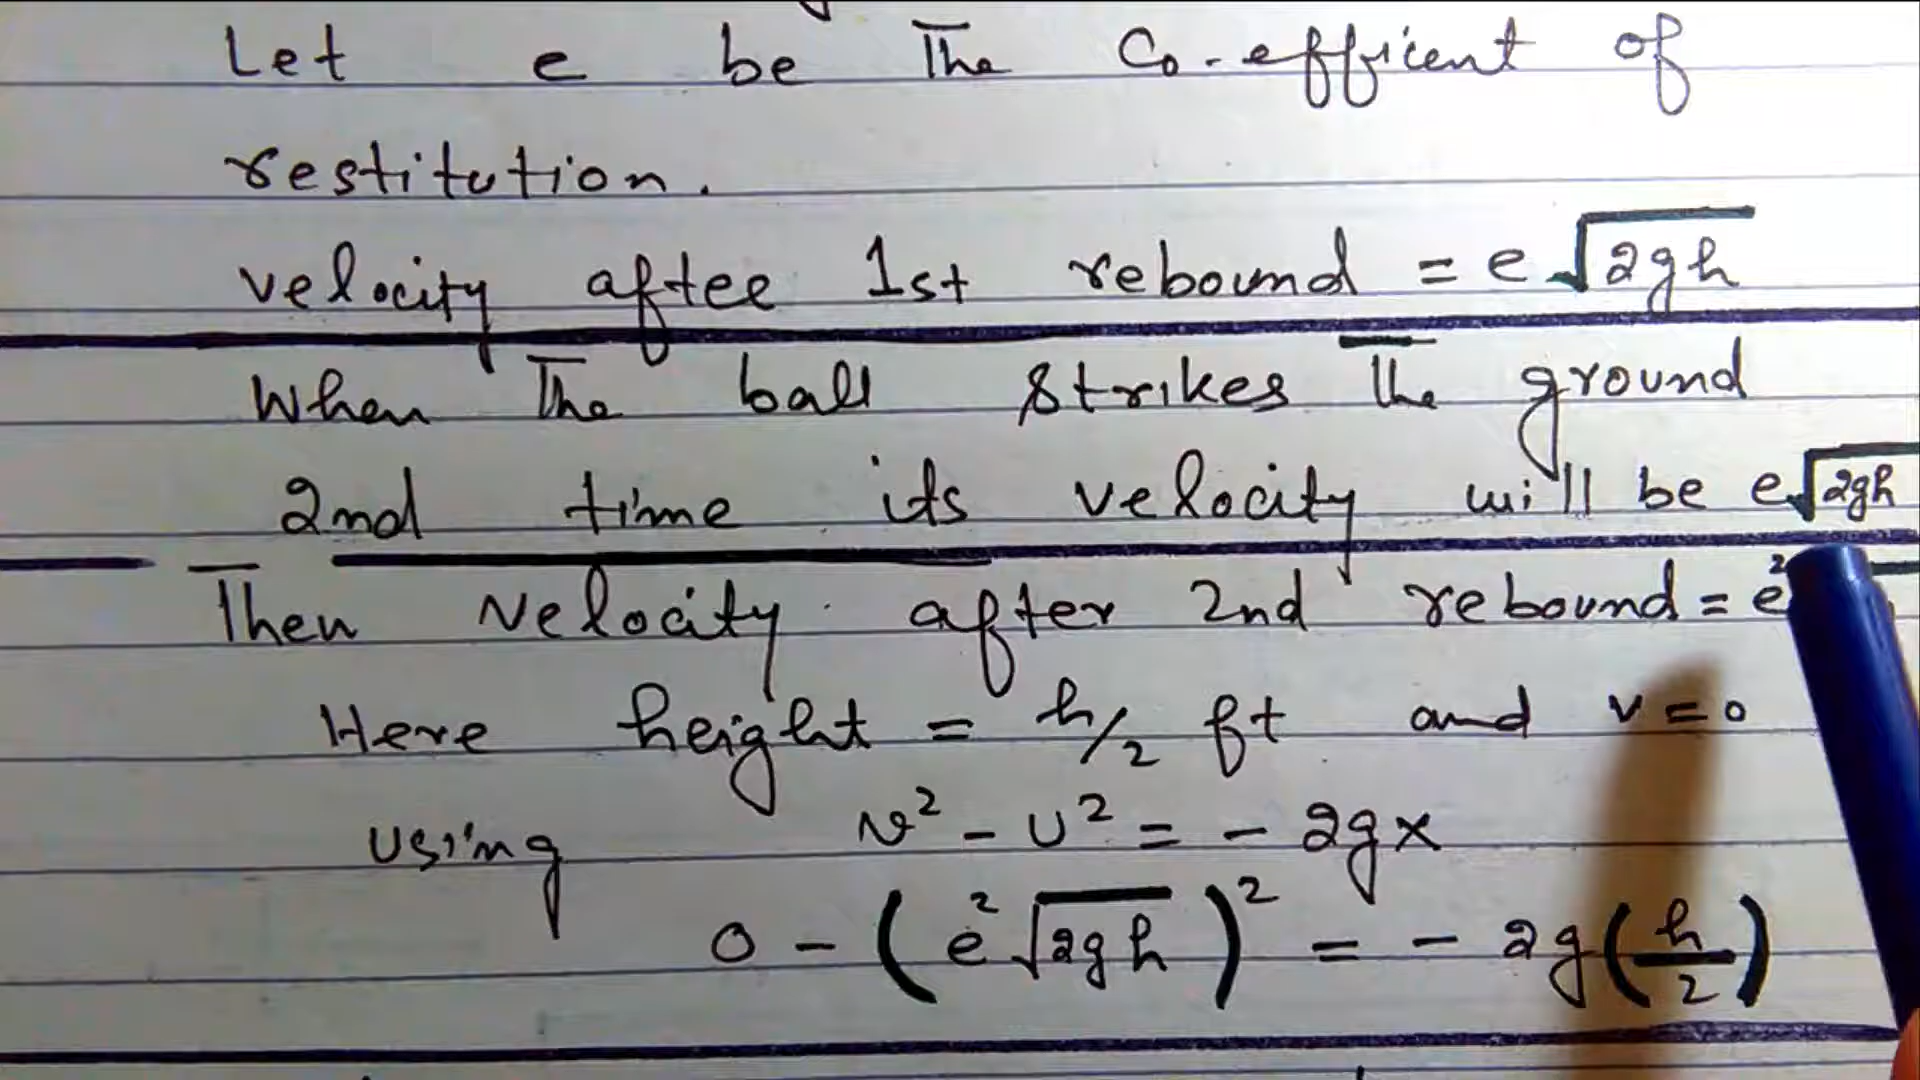 Let e be The Co-efficent of
restitution.
velocity after 1st rebound = e√2gh
When The ball strikes The ground
2nd time its velocity will be e√2gh
Then Velocity after 2nd rebound = e²
Here height = h/2 ft and v = 0
using v² - u² = - 2gx
0 - (e²√2gh)² = - 2g(h/2)